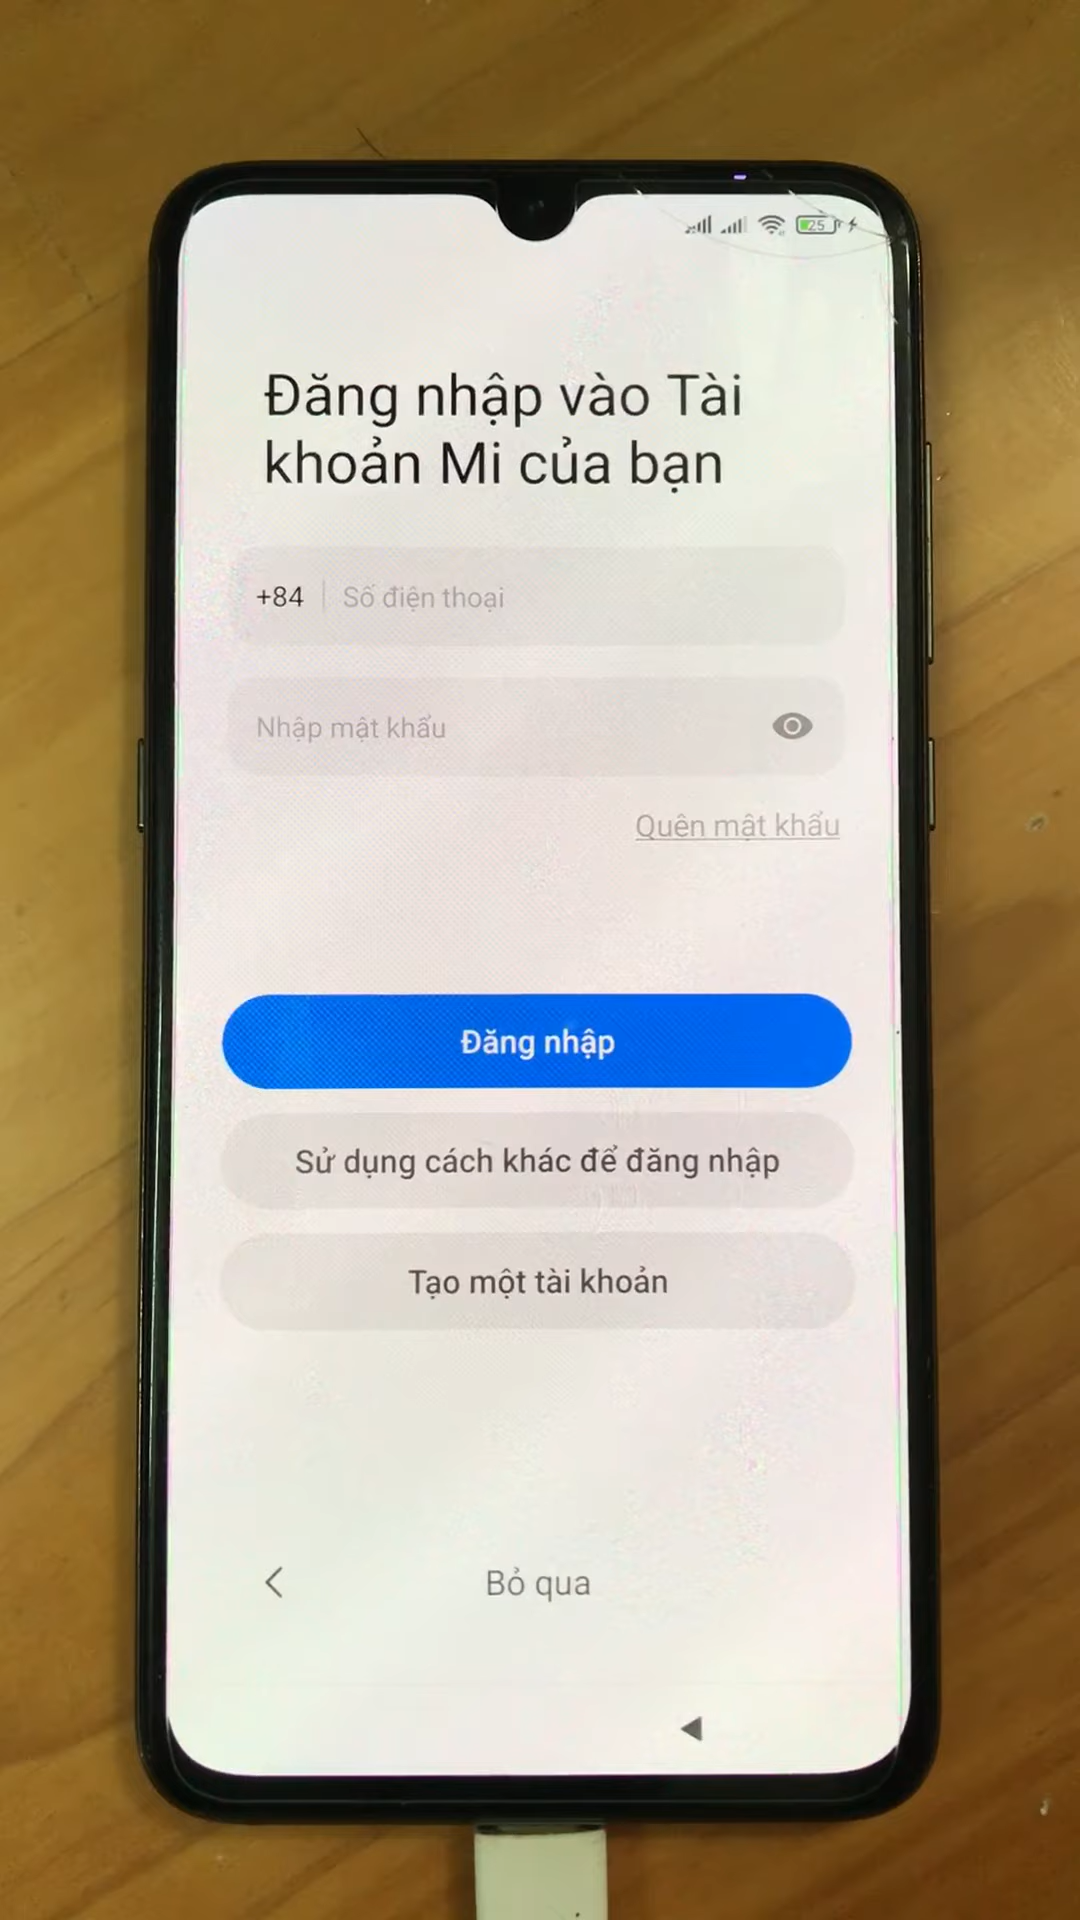 25
Đăng nhập vào Tài
khoản Mi của bạn
+84 Số điện thoại
Nhập mật khẩu
Quên mật khẩu
Đăng nhập
Sử dụng cách khác để đăng nhập
Tạo một tài khoản
Bỏ qua